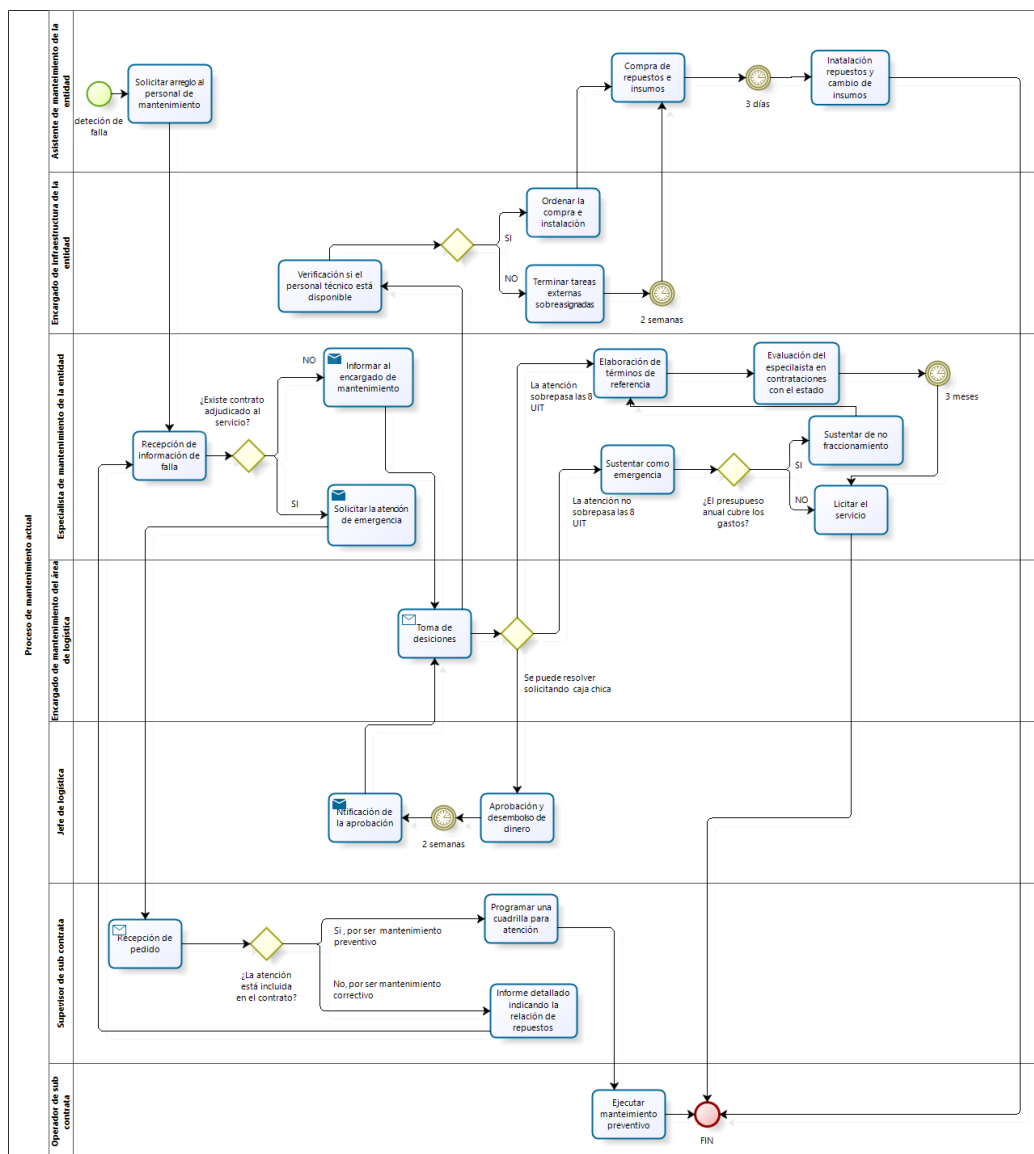 Proceso de mantenimiento actual
Asistente de mantenimiento de la
entidad
deteción de
falla
Solicitar arreglo al
personal de
mantenimiento
Compra de
repuestos e
insumos
3 días
Instalación
repuestos y
cambio de
insumos
Encargado de infraestructura de la
entidad
Verificación si el
personal técnico está
disponible
SI
NO
Ordenar la
compra e
instalación
Terminar tareas
externas
sobreasignadas
2 semanas
Especialista de mantenimiento de la entidad
Recepción de
información de
falla
¿Existe contrato
adjudicado al
servicio?
NO
SI
Informar al
encargado de
mantenimiento
Solicitar la atención
de emergencia
La atención
sobrepasa las 8
UIT
Elaboración de
términos de
referencia
Evaluación del
especilaista en
contrataciones
con el estado
3 meses
La atención no
sobrepasa las 8
UIT
Sustentar como
emergencia
¿El presupueso
anual cubre los
gastos?
SI
NO
Sustentar de no
fraccionamiento
Licitar el
servicio
Encargado de mantenimiento del área
de logística
Toma de
desiciones
Se puede resolver
solicitando caja chica
Jefe de logística
Ntificación de
la aprobación
2 semanas
Aprobación y
desembolso de
dinero
Supevisor de sub contrata
Recepción de
pedido
¿La atención
está incluida
en el contrato?
Si , por ser mantenimiento
preventivo
No, por ser mantenimiento
correctivo
Programar una
cuadrilla para
atención
Informe detallado
indicando la
relación de
repuestos
Operador de sub
contrata
Ejecutar
manteimiento
preventivo
FIN